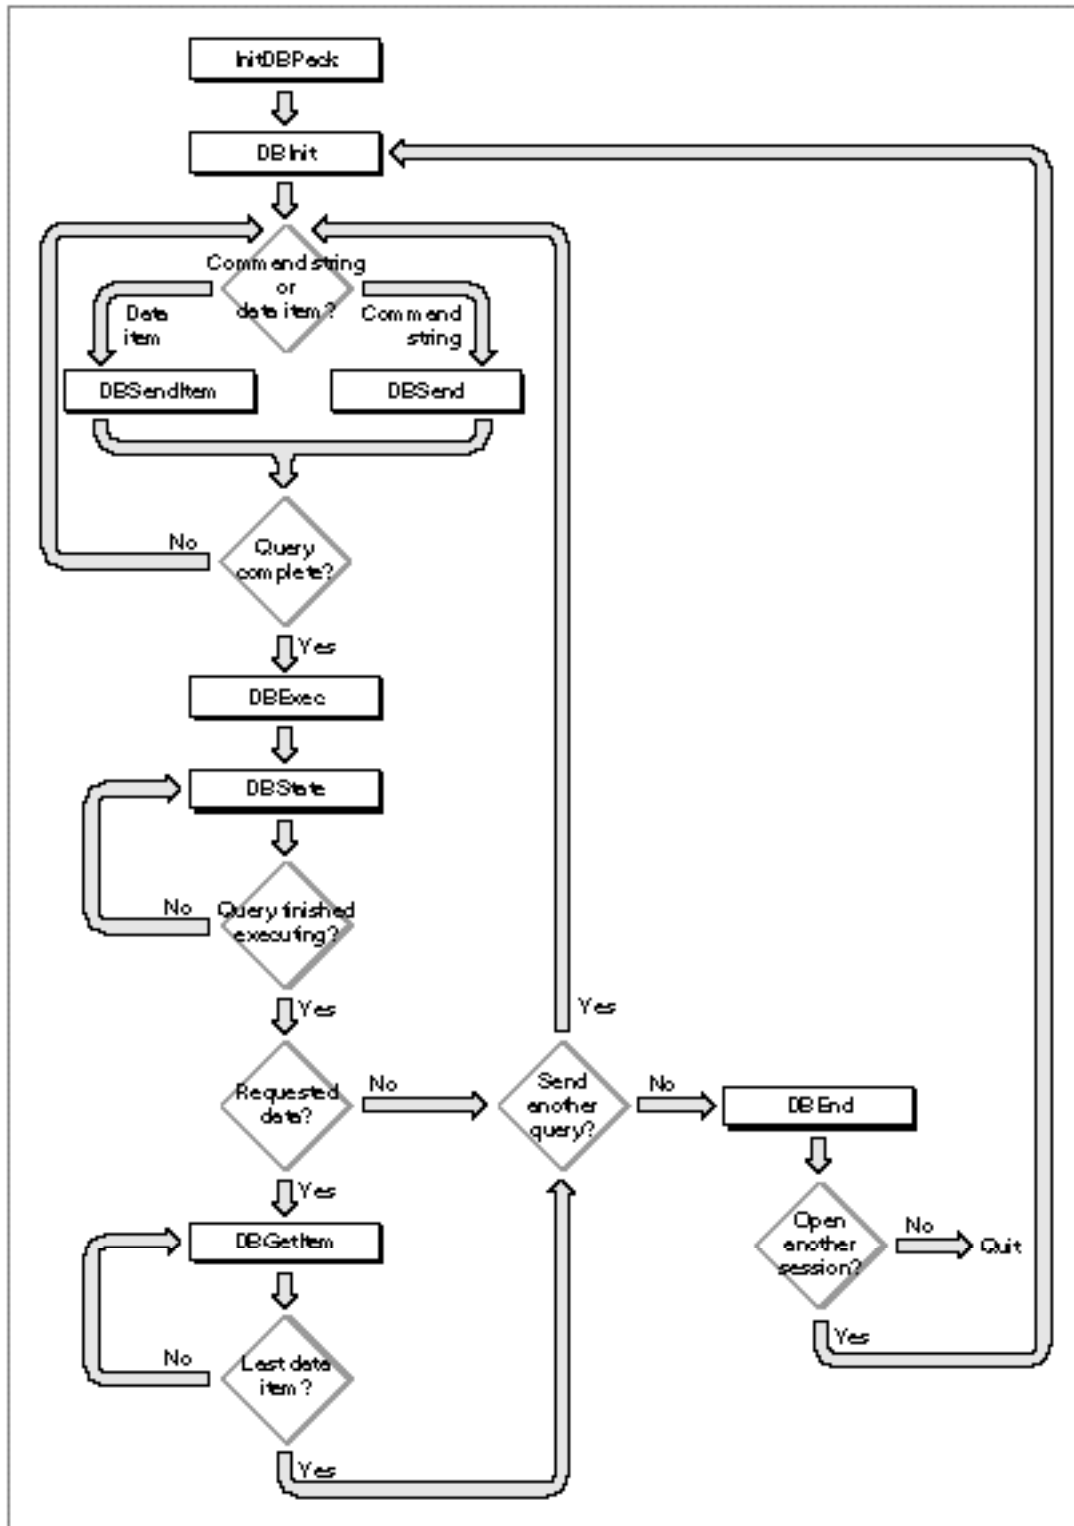 InitDBPack
DBInit
Command string
or
data item?
Data
item
Command
string
DBSendItem
DBSend
Query
complete?
No
Yes
DBExec
DBState
Query finished
executing?
No
Yes
Requested
data?
No
Yes
Send
another
query?
Yes
No
DBEnd
Open
another
session?
No
Quit
Yes
DBGetItem
Last data
item?
No
Yes